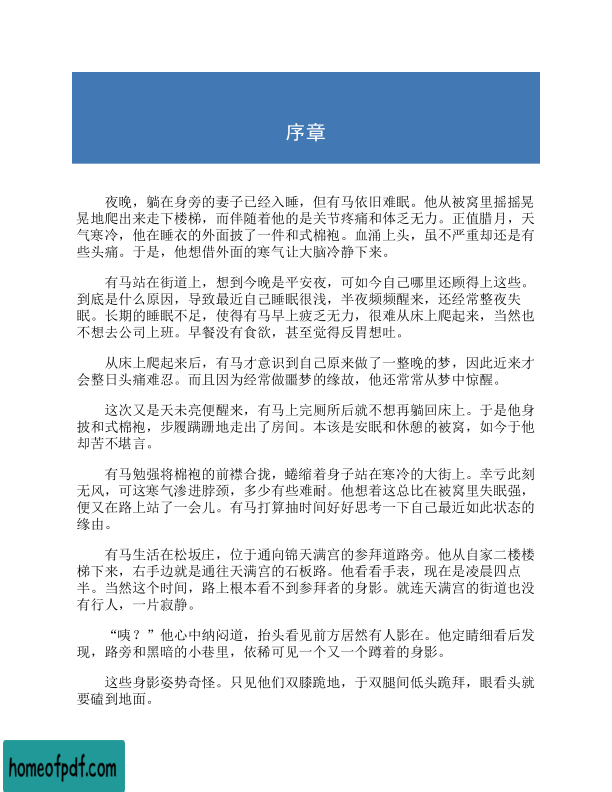 序章
夜晚，躺在身旁的妻子已经入睡，但有马依旧难眠。他从被窝里摇摇晃
晃地爬出来走下楼梯，而伴随着他的是关节疼痛和体乏无力。正值腊月，天
气寒冷，他在睡衣的外面披了一件和式棉袍。血涌上头，虽不严重却还是有
些头痛。于是，他想借外面的寒气让大脑冷静下来。
有马站在街道上，想到今晚是平安夜，可如今自己哪里还顾得上这些。
到底是什么原因，导致最近自己睡眠很浅，半夜频频醒来，还经常整夜失
眠。长期的睡眠不足，使得有马早上疲乏无力，很难从床上爬起来，当然也
不想去公司上班。早餐没有食欲，甚至觉得反胃想吐。
从床上爬起来后，有马才意识到自己原来做了一整晚的梦，因此近来才
会整日头痛难忍。而且因为经常做噩梦的缘故，他还常常从梦中惊醒。
这次又是天未亮便醒来，有马上完厕所后就不想再躺回床上。于是他身
披和式棉袍，步履蹒跚地走出了房间。本该是安眠和休憩的被窝，如今于他
却苦不堪言。
有马勉强将棉袍的前襟合拢，蜷缩着身子站在寒冷的大街上。幸亏此刻
无风，可这寒气渗进脖颈，多少有些难耐。他想着这总比在被窝里失眠强，
便又在路上站了一会儿。有马打算抽时间好好思考一下自己最近如此状态的
缘由。
有马生活在松坂庄，位于通向锦天满宫的参拜道路旁。他从自家二楼楼
梯下来，右手边就是通往天满宫的石板路。他看看手表，现在是凌晨四点
半。当然这个时间，路上根本看不到参拜者的身影。就连天满宫的街道也没
有行人，一片寂静。
“咦？”他心中纳闷道，抬头看见前方居然有人影在。他定睛细看后发
现，路旁和黑暗的小巷里，依稀可见一个又一个蹲着的身影。
这些身影姿势奇怪。只见他们双膝跪地，于双腿间低头跪拜，眼看头就
要磕到地面。
homeofpdf.com